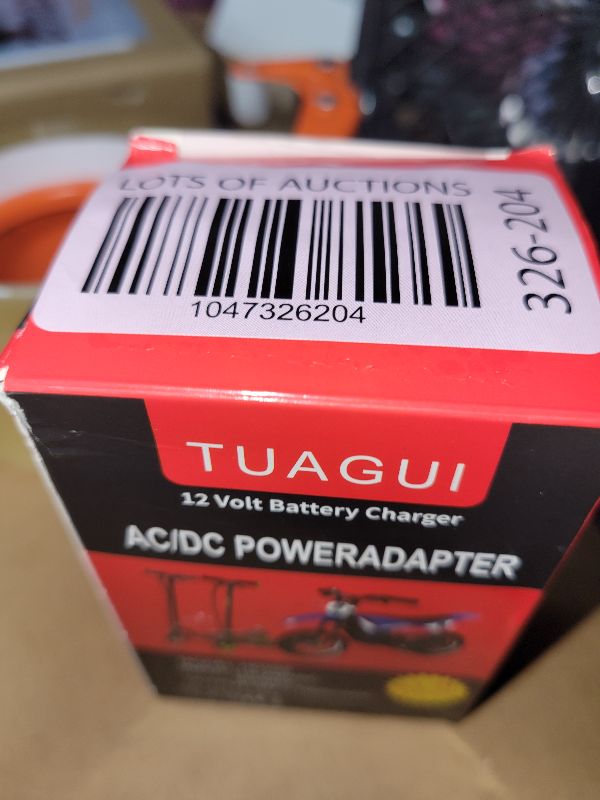 LOTS OF AUCTIONS
1047326204
326-204
TUAGUI
12 Volt Battery Charger
AC/DC POWERADAPTER